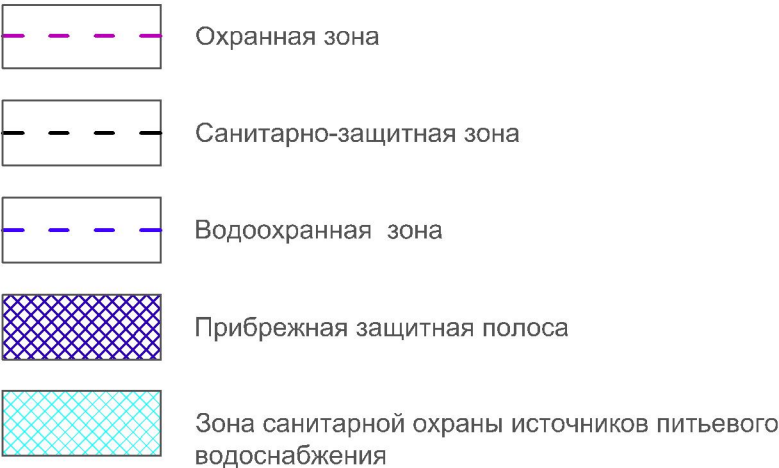 Охранная зона
Санитарно-защитная зона
Водоохранная зона
Прибрежная защитная полоса
Зона санитарной охраны источников питьевого
водоснабжения